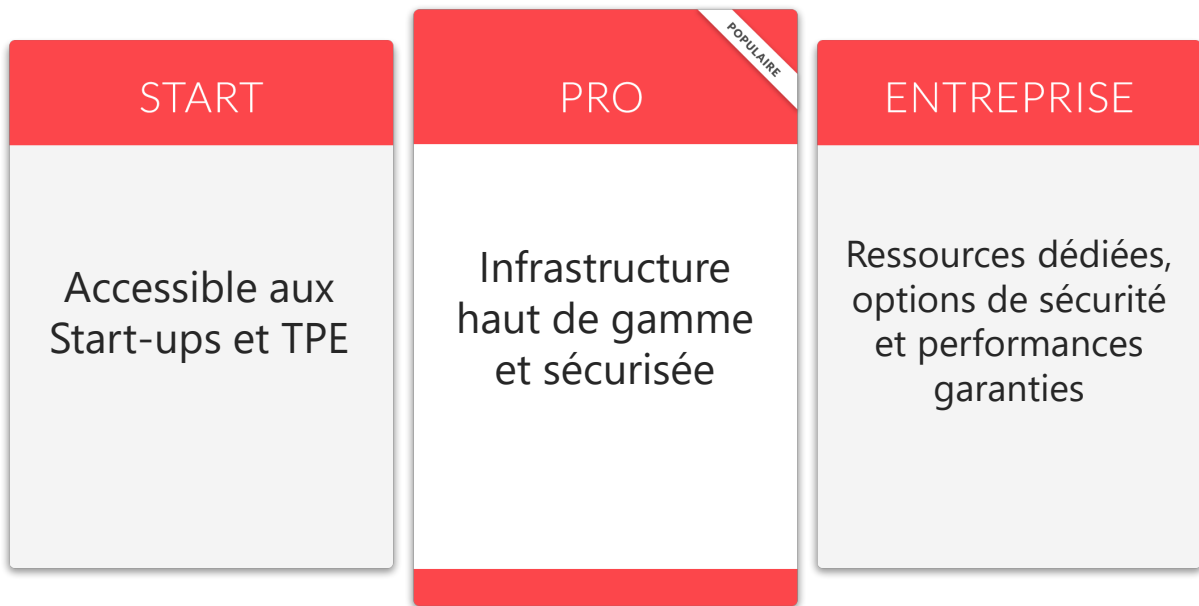 START
Accessible aux
Start-ups et TPE
PRO
POPULAIRE
Infrastructure
haut de gamme
et sécurisée
ENTREPRISE
Ressources dédiées,
options de sécurité
et performances
garanties